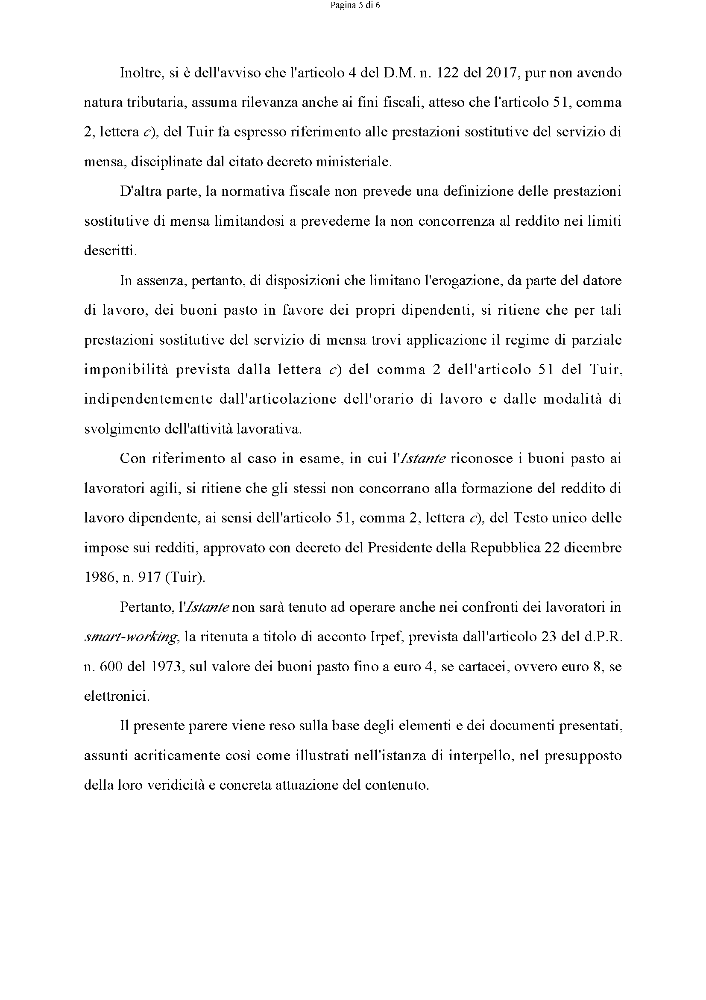 Pagina 5 di 6
Inoltre, si è dell'avviso che l'articolo 4 del D.M. n. 122 del 2017, pur non avendo
natura tributaria, assuma rilevanza anche ai fini fiscali, atteso che l'articolo 51, comma
2, lettera c), del Tuir fa espresso riferimento alle prestazioni sostitutive del servizio di
mensa, disciplinate dal citato decreto ministeriale.
D'altra parte, la normativa fiscale non prevede una definizione delle prestazioni
sostitutive di mensa limitandosi a prevederne la non concorrenza al reddito nei limiti
descritti.
In assenza, pertanto, di disposizioni che limitano l'erogazione, da parte del datore
di lavoro, dei buoni pasto in favore dei propri dipendenti, si ritiene che per tali
prestazioni sostitutive del servizio di mensa trovi applicazione il regime di parziale
imponibilità prevista dalla lettera c) del comma 2 dell'articolo 51 del Tuir,
indipendentemente dall'articolazione dell'orario di lavoro e dalle modalità di
svolgimento dell'attività lavorativa.
Con riferimento al caso in esame, in cui l'Istante riconosce i buoni pasto ai
lavoratori agili, si ritiene che gli stessi non concorrano alla formazione del reddito di
lavoro dipendente, ai sensi dell'articolo 51, comma 2, lettera c), del Testo unico delle
impose sui redditi, approvato con decreto del Presidente della Repubblica 22 dicembre
1986, n. 917 (Tuir).
Pertanto, l'Istante non sarà tenuto ad operare anche nei confronti dei lavoratori in
smart-working, la ritenuta a titolo di acconto Irpef, prevista dall'articolo 23 del d.P.R.
n. 600 del 1973, sul valore dei buoni pasto fino a euro 4, se cartacei, ovvero euro 8, se
elettronici.
Il presente parere viene reso sulla base degli elementi e dei documenti presentati,
assunti acriticamente così come illustrati nell'istanza di interpello, nel presupposto
della loro veridicità e concreta attuazione del contenuto.